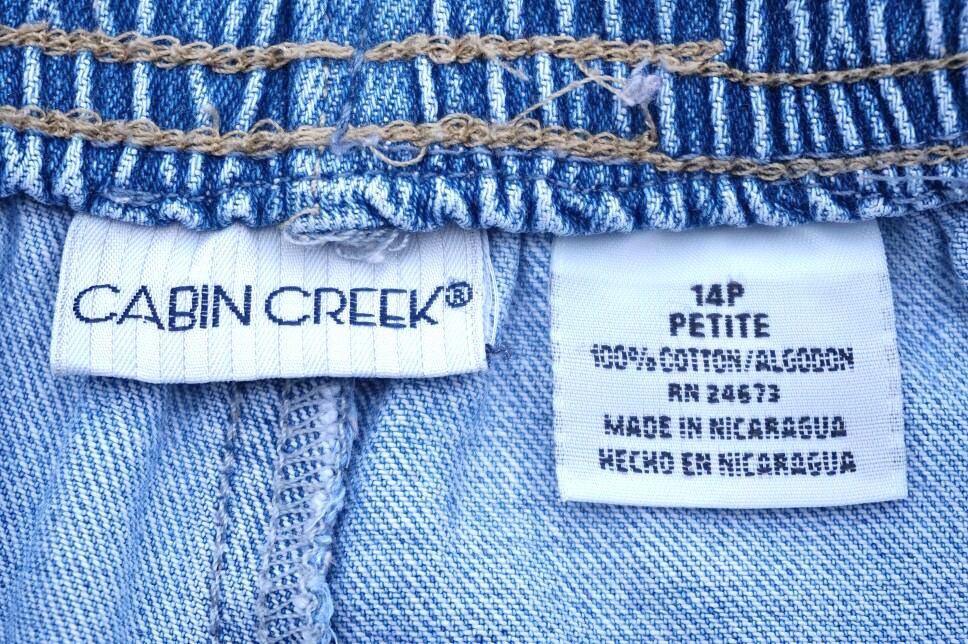 CABIN CREEK®
14P
PETITE
100% COTTON/ALGODON
RN 24673
MADE IN NICARAGUA
HECHO EN NICARAGUA